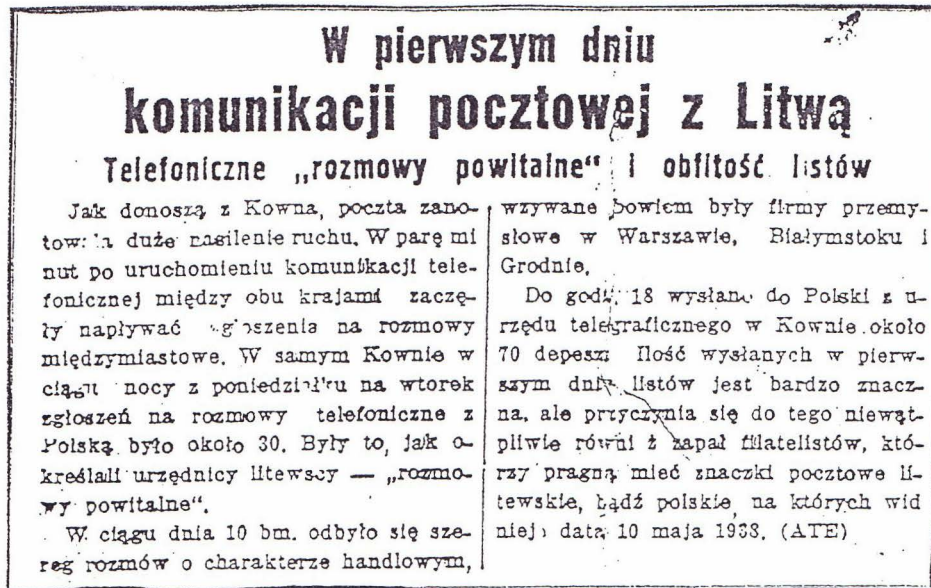 W pierwszym dniu
komunikacji pocztowej z Litwą
Telefoniczne „rozmowy powitalne“ i obfitość listów
Jak donoszą z Kowna, poczta zano-
towała duże nasilenie ruchu. W parę mi
nut po uruchomieniu komunikacji tele-
fonicznej między obu krajami zaczę-
ły napływać zgłoszenia na rozmowy
międzymiastowe. W samym Kownie w
ciągu nocy z poniedziałku na wtorek
zgłoszeń na rozmowy telefoniczne z
Polską było około 30. Były to, jak o-
kreślali urzędnicy litewscy — „rozmo-
wy powitalne“.
W ciągu dnia 10 bm. odbyło się sze-
reg rozmów o charakterze handlowym,
wzywane bowiem były firmy przemy-
słowe w Warszawie, Białymstoku i
Grodnie.
Do godz. 18 wysłano do Polski z u-
rzędu telegraficznego w Kownie około
70 depesz. Ilość wysłanych w pierw-
szym dniu listów jest bardzo znacz-
na, ale przyczynia się do tego niewąt-
pliwie również zapał filatelistów, któ-
rzy pragną mieć znaczki pocztowe li-
tewskie, bądź polskie, na których wid
nieje data 10 maja 1938. (ATE)